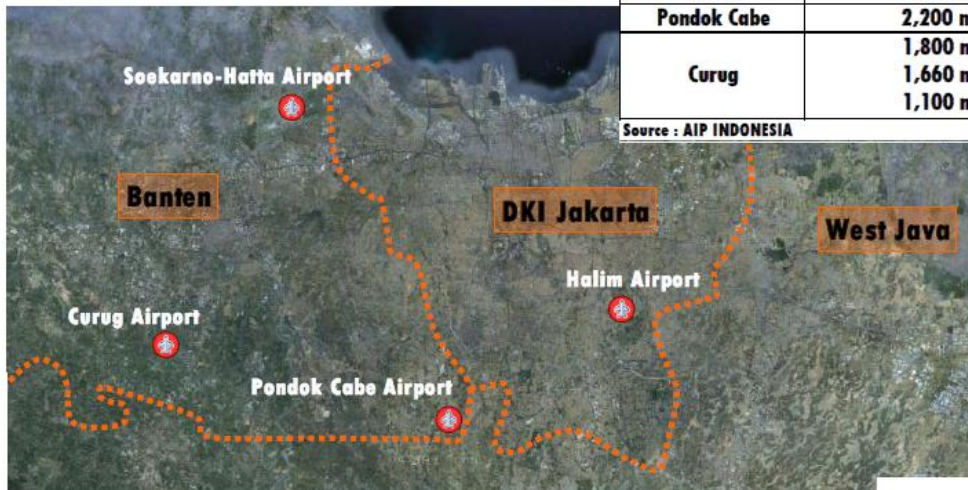 Pondok Cabe 2,200 m
Curug
1,800 m
1,660 m
1,100 m
Source : AIP INDONESIA
Soekarno-Hatta Airport
Banten
DKI Jakarta
West Java
Halim Airport
Curug Airport
Pondok Cabe Airport